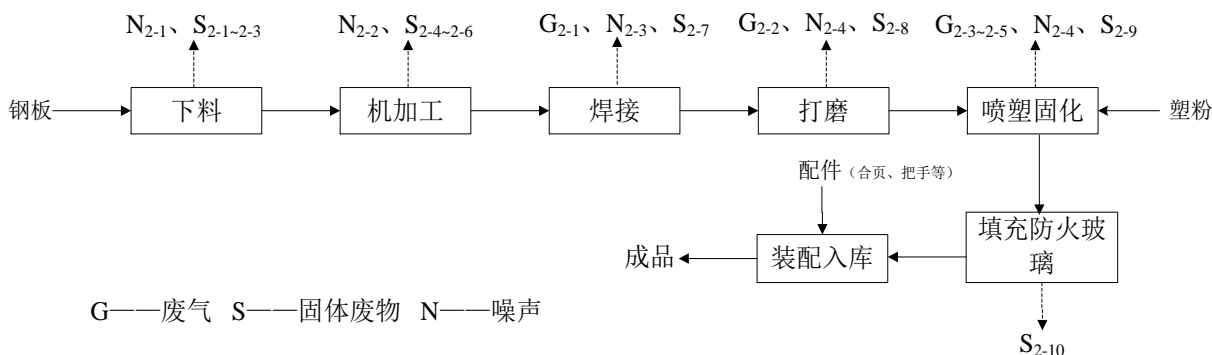 N2-1、S2-1~2-3
N2-2、S2-4~2-6
G2-1、N2-3、S2-7
G2-2、N2-4、S2-8
G2-3~2-5、N2-4、S2-9
钢板
下料
机加工
焊接
打磨
喷塑固化
塑粉
配件（合页、把手等）
成品
装配入库
填充防火玻
璃
G——废气 S——固体废物 N——噪声
S2-10